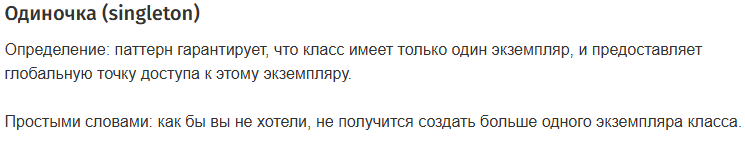 Одиночка (singleton)
Определение: паттерн гарантирует, что класс имеет только один экземпляр, и предоставляет
глобальную точку доступа к этому экземпляру.
Простыми словами: как бы вы не хотели, не получится создать больше одного экземпляра класса.